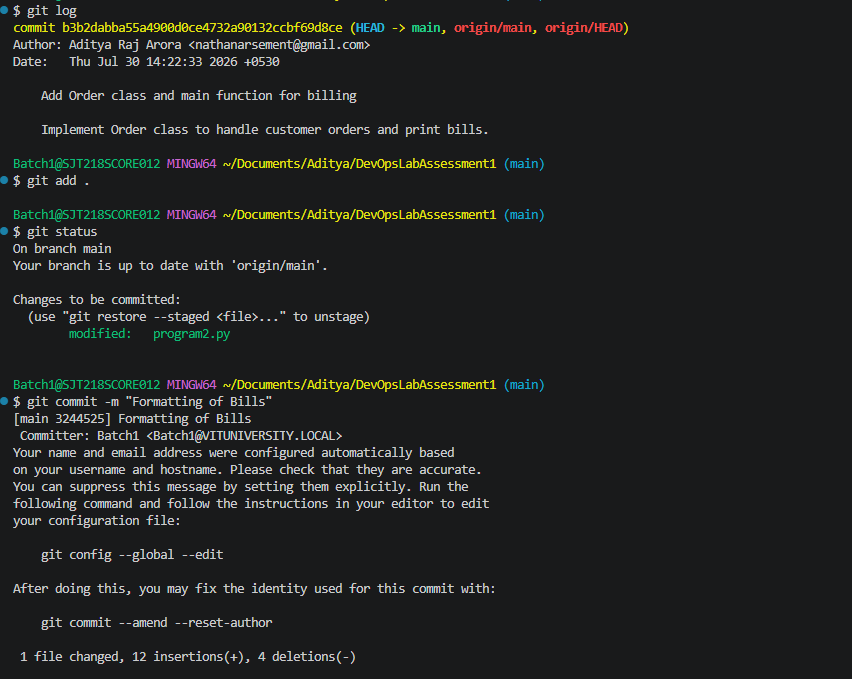 $ git log
commit b3b2dabba55a4900d0ce4732a90132ccbf69d8ce (HEAD -> main, origin/main, origin/HEAD)
Author: Aditya Raj Arora <nathanarsement@gmail.com>
Date:   Thu Jul 30 14:22:33 2026 +0530

    Add Order class and main function for billing

    Implement Order class to handle customer orders and print bills.

Batch1@SJT218SCORE012 MINGW64 ~/Documents/Aditya/DevOpsLabAssessment1 (main)
$ git add .

Batch1@SJT218SCORE012 MINGW64 ~/Documents/Aditya/DevOpsLabAssessment1 (main)
$ git status
On branch main
Your branch is up to date with 'origin/main'.

Changes to be committed:
  (use "git restore --staged <file>..." to unstage)
        modified:   program2.py


Batch1@SJT218SCORE012 MINGW64 ~/Documents/Aditya/DevOpsLabAssessment1 (main)
$ git commit -m "Formatting of Bills"
[main 3244525] Formatting of Bills
 Committer: Batch1 <Batch1@VITUNIVERSITY.LOCAL>
Your name and email address were configured automatically based
on your username and hostname. Please check that they are accurate.
You can suppress this message by setting them explicitly. Run the
following command and follow the instructions in your editor to edit
your configuration file:

    git config --global --edit

After doing this, you may fix the identity used for this commit with:

    git commit --amend --reset-author

 1 file changed, 12 insertions(+), 4 deletions(-)